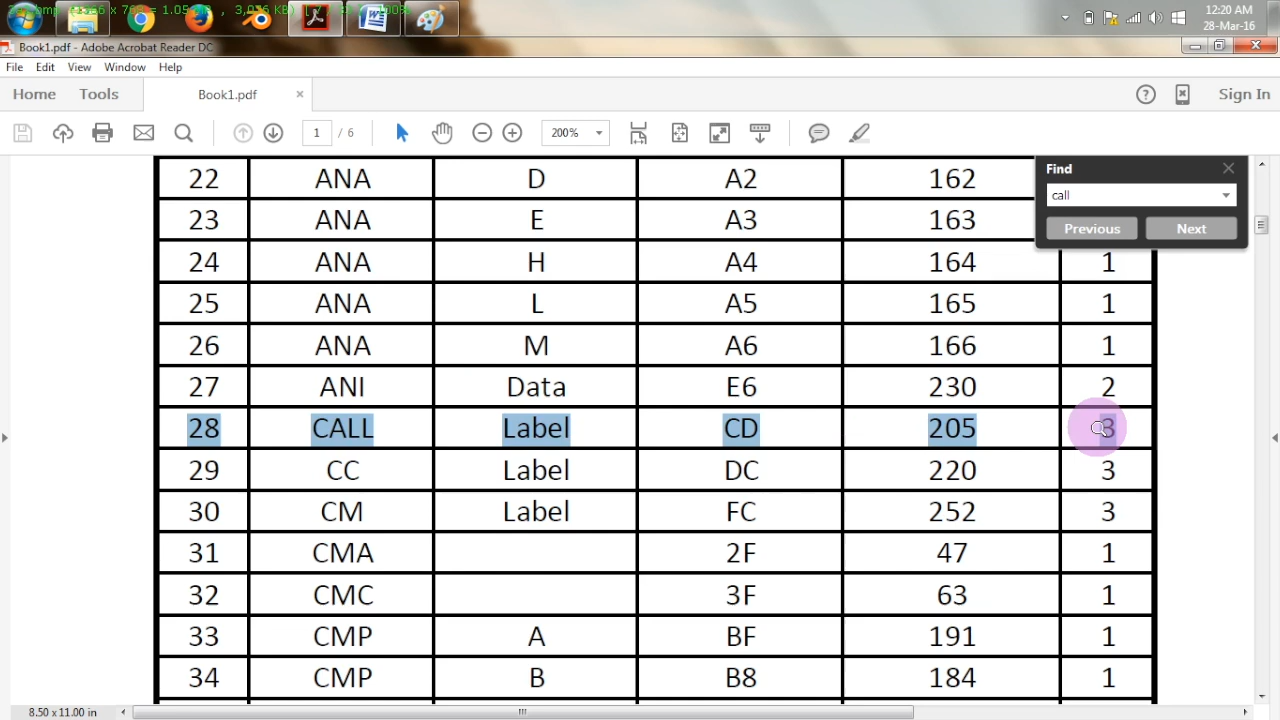 12:20 AM
28-Mar-16
Book1.pdf - Adobe Acrobat Reader DC
File Edit View Window Help
Home Tools Book1.pdf × Sign In
1 / 6 200%
Find
call
Previous Next
22 ANA D A2 162
23 ANA E A3 163
24 ANA H A4 164 1
25 ANA L A5 165 1
26 ANA M A6 166 1
27 ANI Data E6 230 2
28 CALL Label CD 205 3
29 CC Label DC 220 3
30 CM Label FC 252 3
31 CMA 2F 47 1
32 CMC 3F 63 1
33 CMP A BF 191 1
34 CMP B B8 184 1
8.50 x 11.00 in